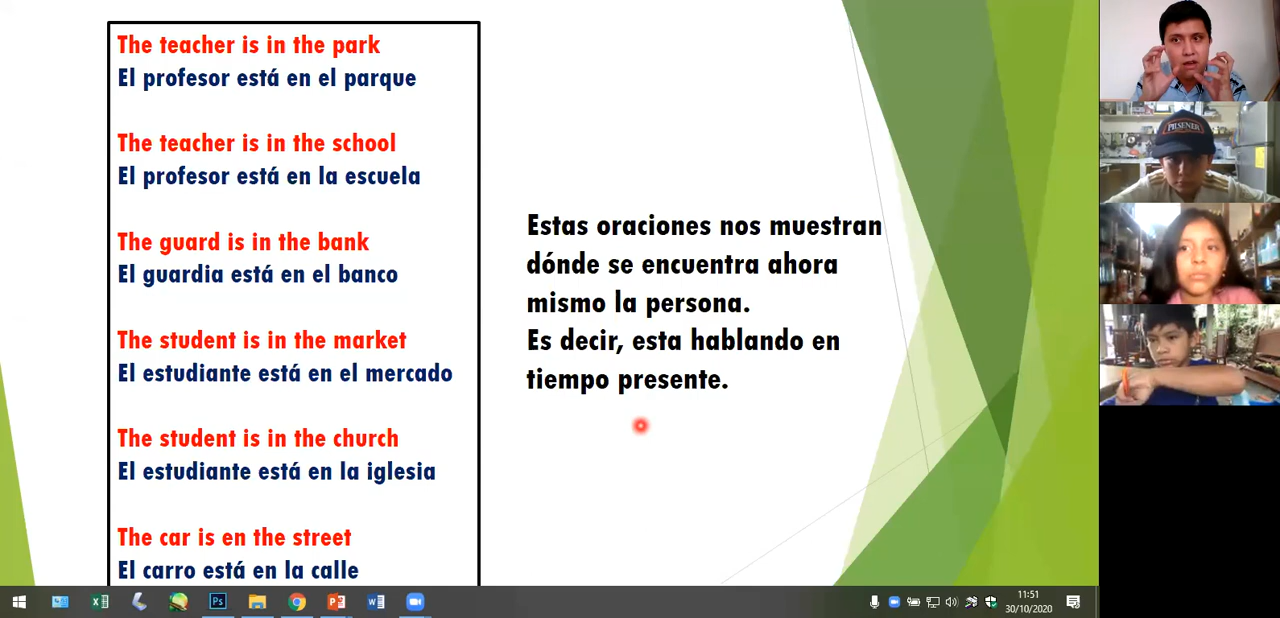 The teacher is in the park
El profesor está en el parque
The teacher is in the school
El profesor está en la escuela
The guard is in the bank
El guardia está en el banco
The student is in the market
El estudiante está en el mercado
The student is in the church
El estudiante está en la iglesia
The car is en the street
El carro está en la calle
Estas oraciones nos muestran
dónde se encuentra ahora
mismo la persona.
Es decir, esta hablando en
tiempo presente.
PILSENER
Ps
11:51
30/10/2020